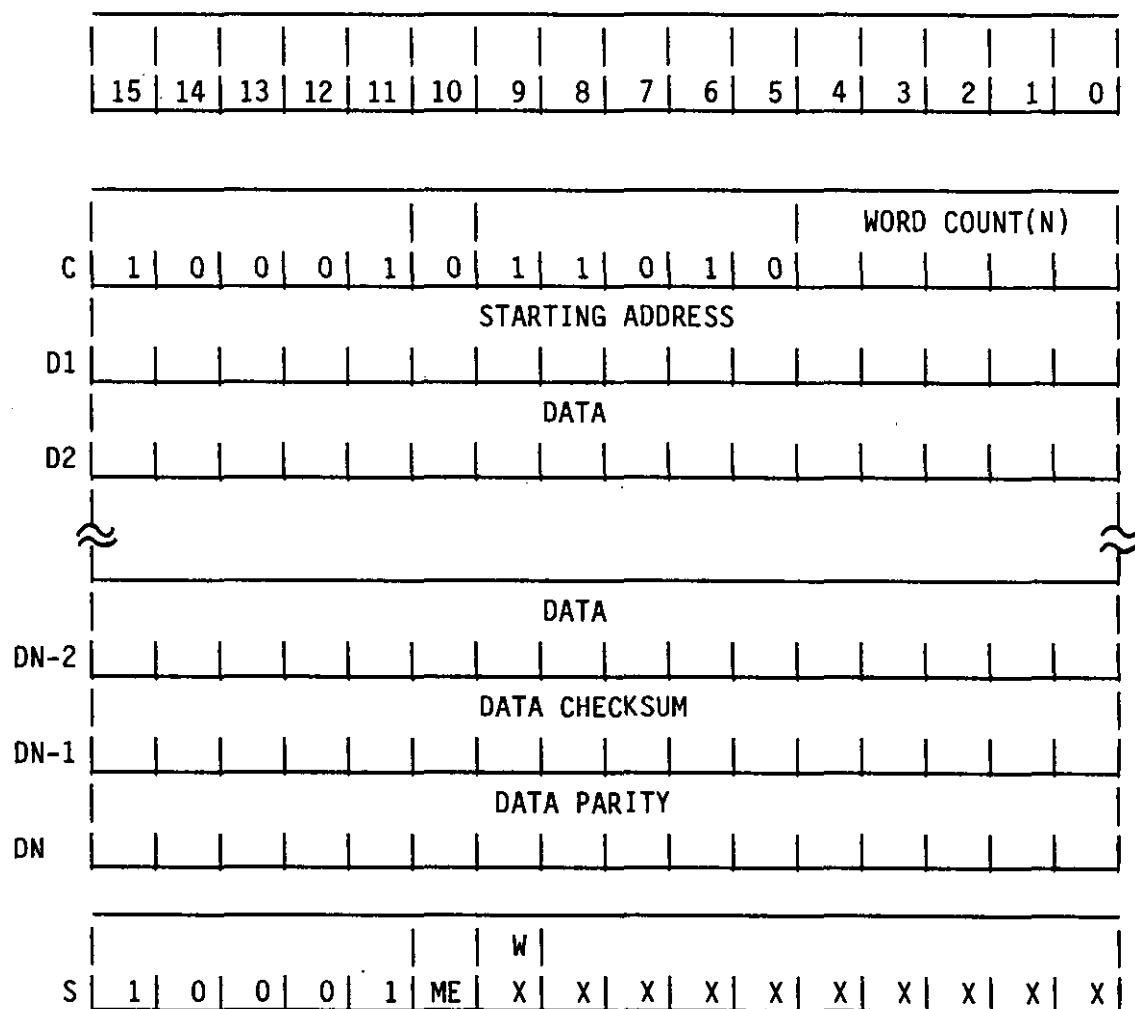 15 14 13 12 11 10 9 8 7 6 5 4 3 2 1 0
WORD COUNT(N)
C 1 0 0 0 1 0 1 1 0 1 0
STARTING ADDRESS
D1
DATA
D2
DATA
DN-2
DATA CHECKSUM
DN-1
DATA PARITY
DN
W
S 1 0 0 0 1 ME X X X X X X X X X X